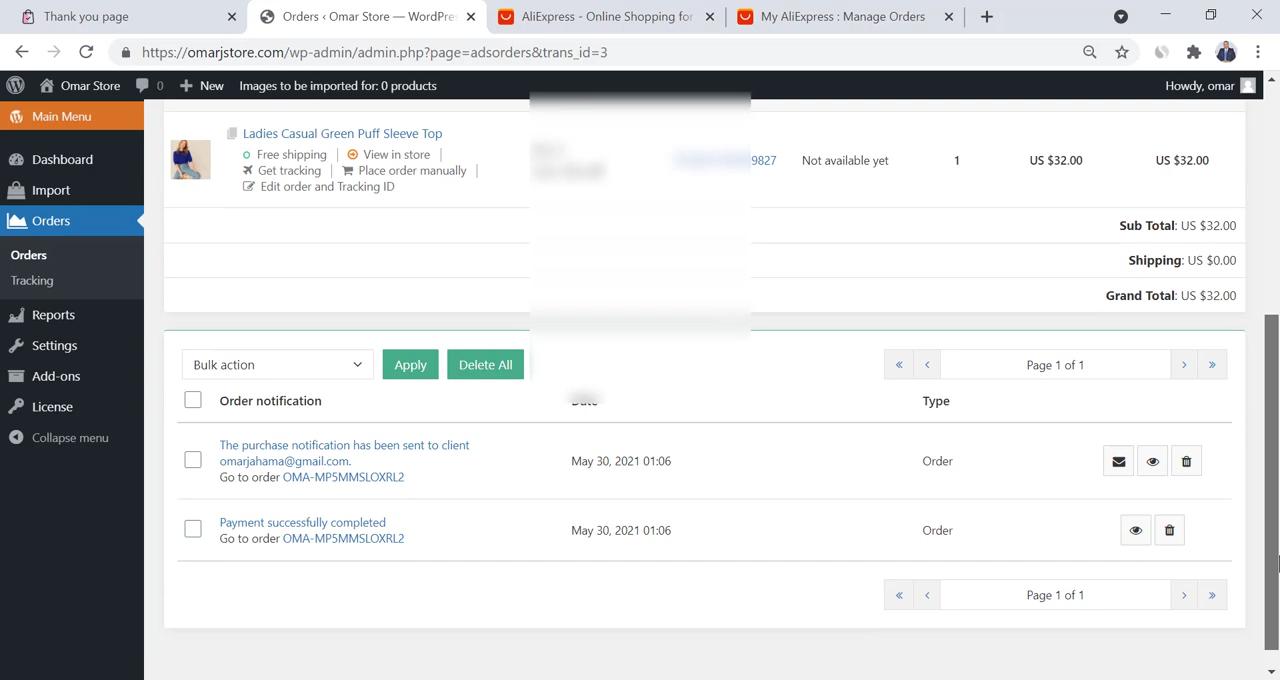 Thank you page
Orders ‹ Omar Store — WordPre
AliExpress - Online Shopping for
My AliExpress : Manage Orders
https://omarjstore.com/wp-admin/admin.php?page=adsorders&trans_id=3
Omar Store
0
New
Images to be imported for: 0 products
Howdy, omar
Main Menu
Dashboard
Import
Orders
Orders
Tracking
Reports
Settings
Add-ons
License
Collapse menu
Ladies Casual Green Puff Sleeve Top
Free shipping
View in store
Get tracking
Place order manually
Edit order and Tracking ID
9827
Not available yet
1
US $32.00
US $32.00
Sub Total: US $32.00
Shipping: US $0.00
Grand Total: US $32.00
Bulk action
Apply
Delete All
« ‹ Page 1 of 1 › »
Order notification
Date
Type
The purchase notification has been sent to client
omarjahama@gmail.com.
Go to order OMA-MP5MMSLOXRL2
May 30, 2021 01:06
Order
Payment successfully completed
Go to order OMA-MP5MMSLOXRL2
May 30, 2021 01:06
Order
« ‹ Page 1 of 1 › »